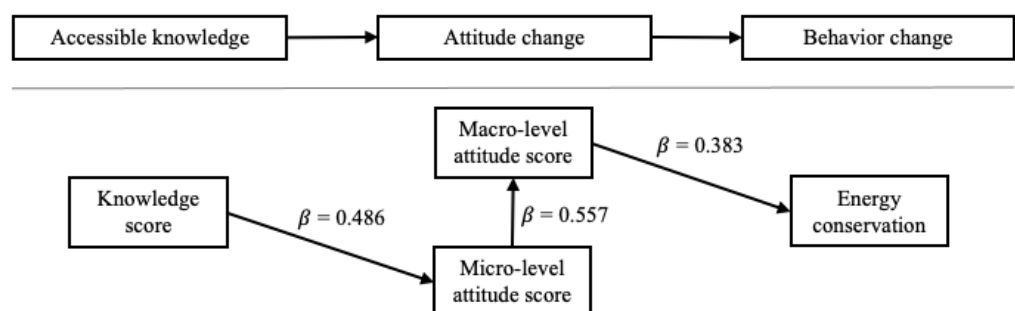 Accessible knowledge
Attitude change
Behavior change
Macro-level
attitude score
β = 0.383
Knowledge
score
Energy
conservation
β = 0.486
β = 0.557
Micro-level
attitude score